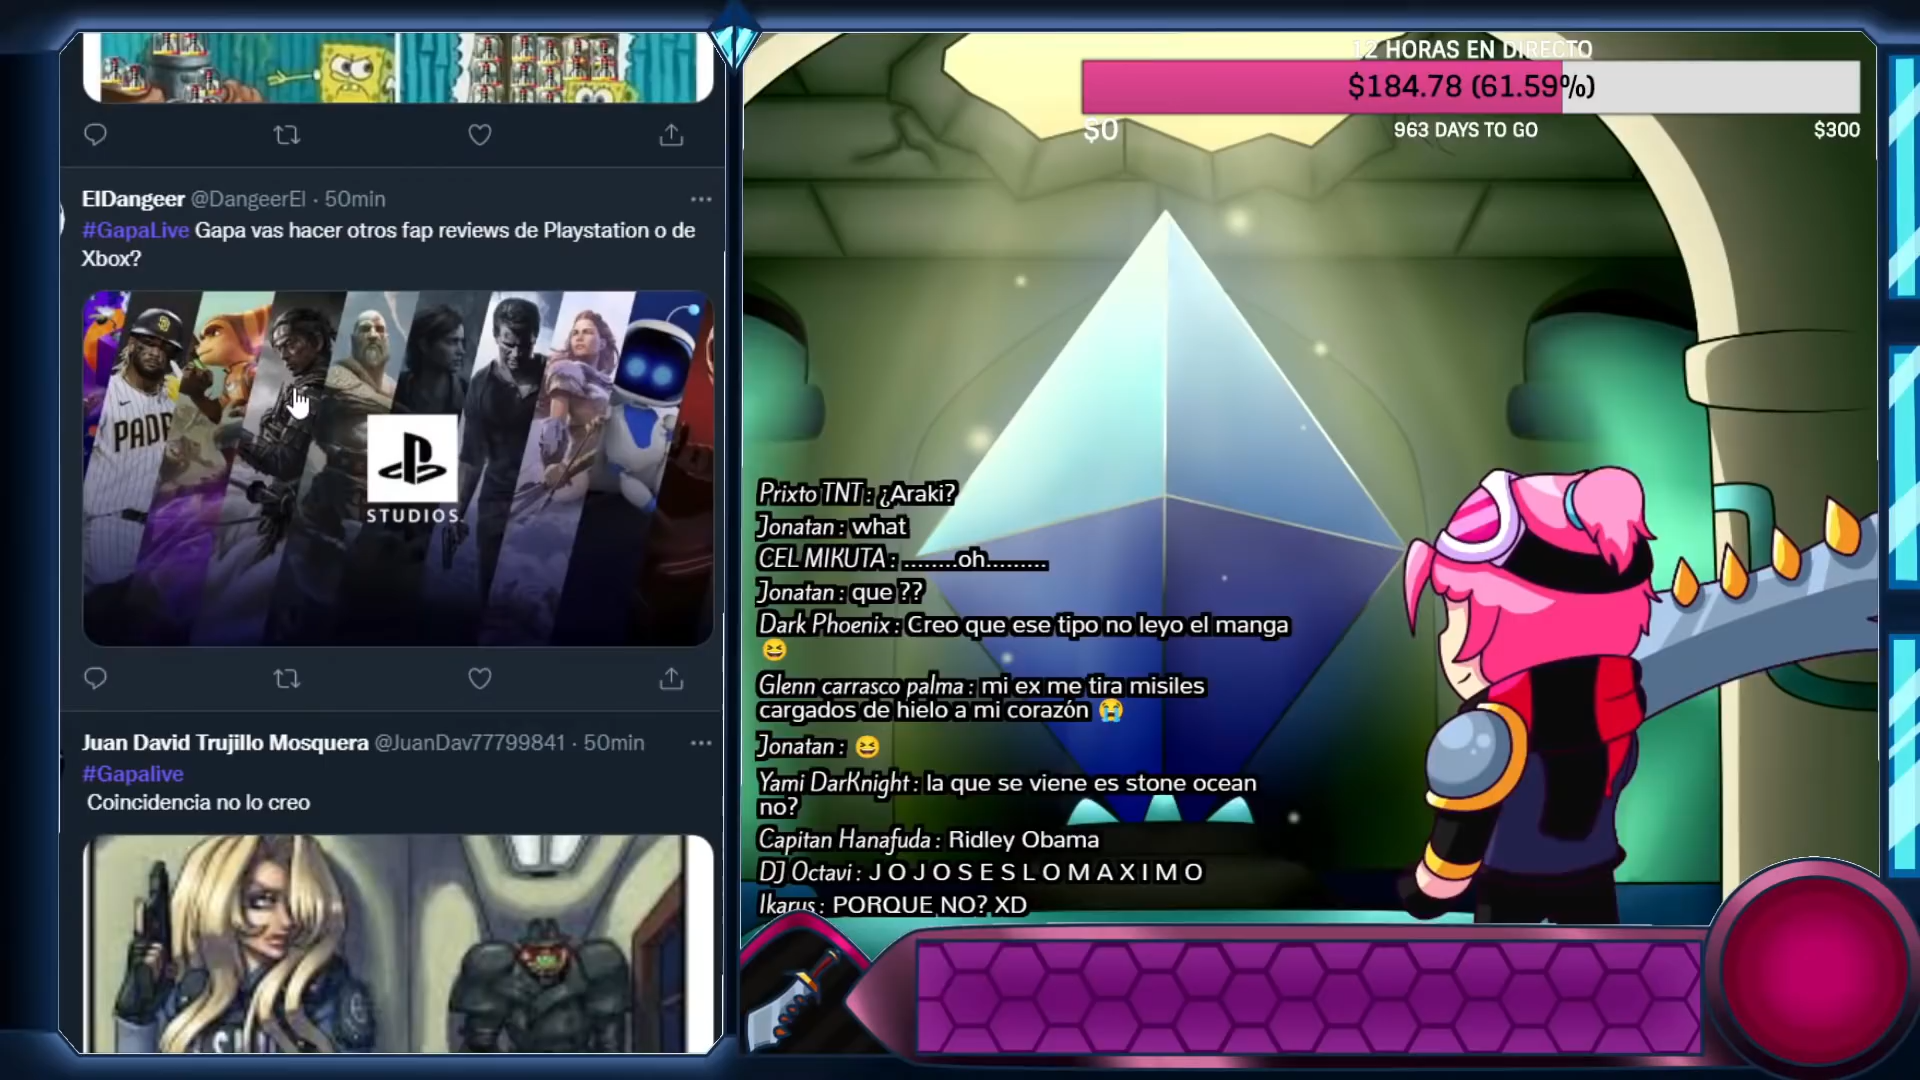 ElDangeer @DangeerEl · 50min
#GapaLive Gapa vas hacer otros fap reviews de Playstation o de
Xbox?
PADR
STUDIOS
Juan David Trujillo Mosquera @JuanDav77799841 · 50min
#Gapalive
Coincidencia no lo creo
12 HORAS EN DIRECTO
$184.78 (61.59%)
$0
963 DAYS TO GO
$300
Prixto TNT : ¿Araki?
Jonatan : what
CEL MIKUTA : ........oh.........
Jonatan : que ??
Dark Phoenix : Creo que ese tipo no leyo el manga
😆
Glenn carrasco palma : mi ex me tira misiles
cargados de hielo a mi corazón 😭
Jonatan : 😆
Yami DarKnight : la que se viene es stone ocean
no?
Capitan Hanafuda : Ridley Obama
DJ Octavi : J O J O S E S L O M A X I M O
Ikarus : PORQUE NO? XD